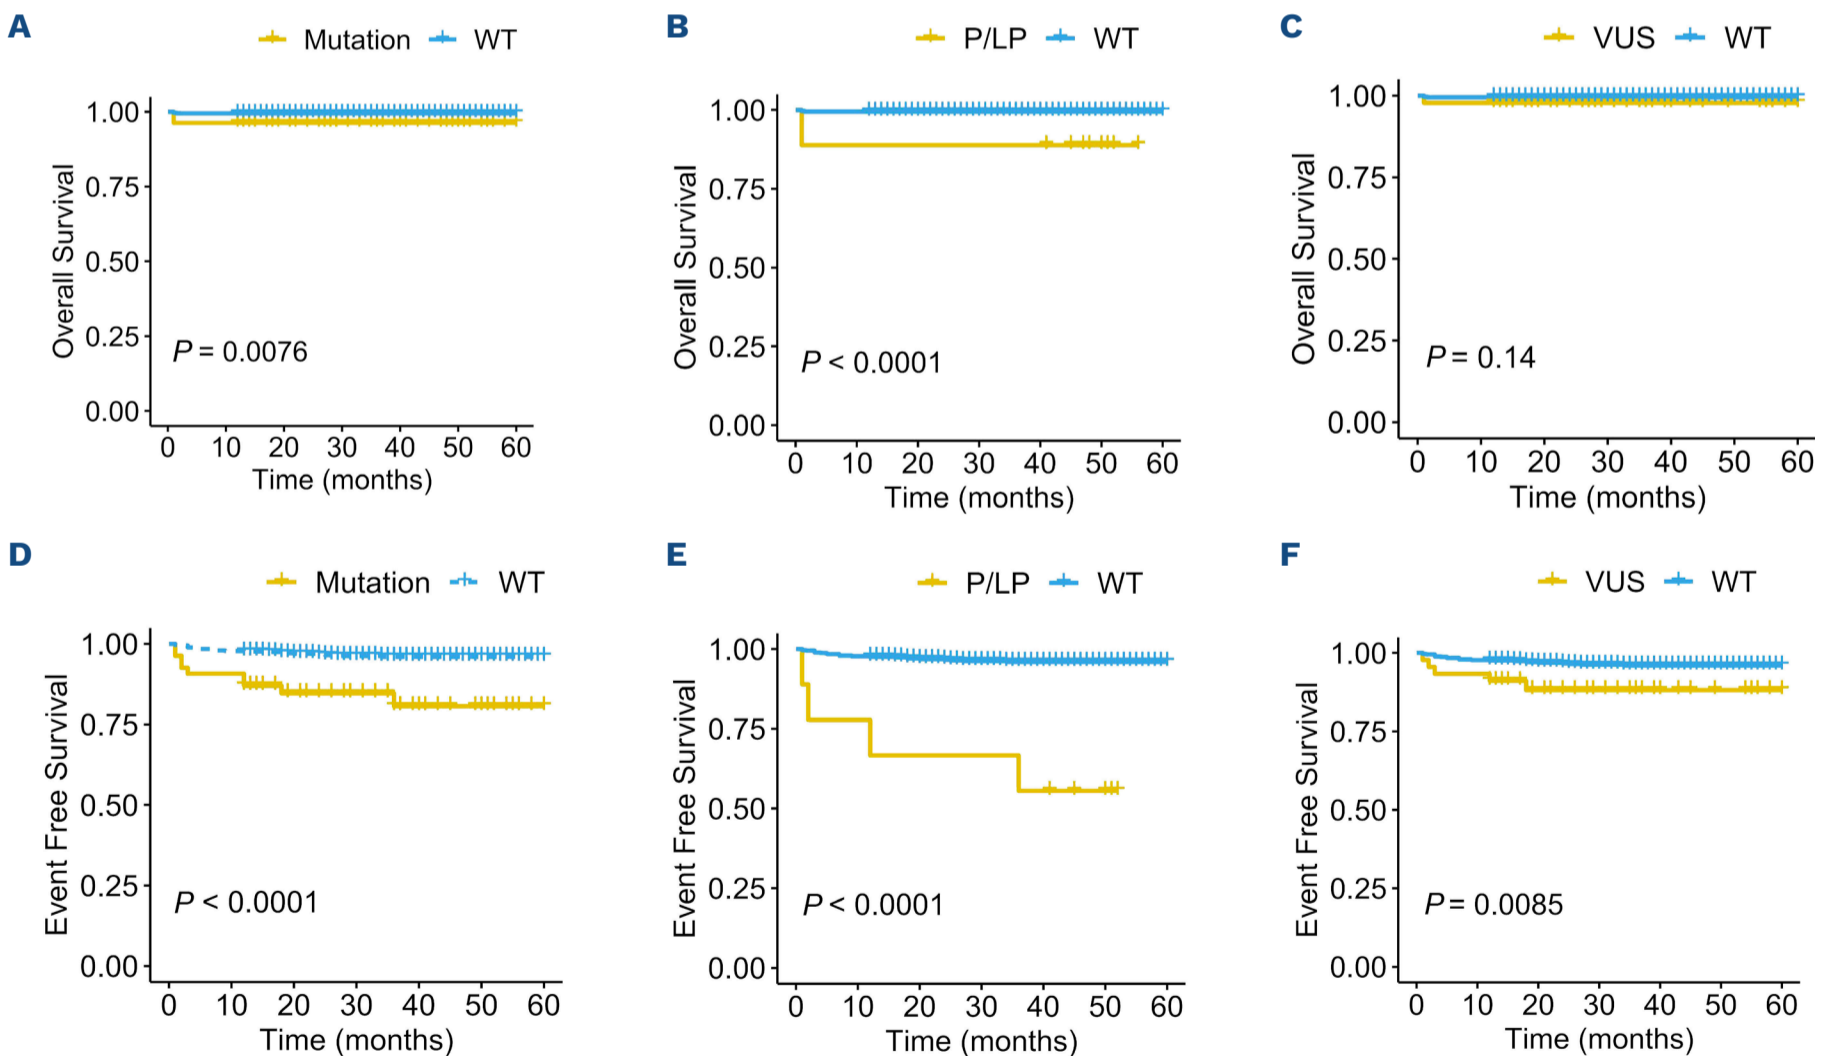 A
Mutation WT
Overall Survival
1.00
0.75
0.50
0.25
0.00
P = 0.0076
0 10 20 30 40 50 60
Time (months)
B
P/LP WT
Overall Survival
1.00
0.75
0.50
0.25
0.00
P < 0.0001
0 10 20 30 40 50 60
Time (months)
C
VUS WT
Overall Survival
1.00
0.75
0.50
0.25
0.00
P = 0.14
0 10 20 30 40 50 60
Time (months)
D
Mutation WT
Event Free Survival
1.00
0.75
0.50
0.25
0.00
P < 0.0001
0 10 20 30 40 50 60
Time (months)
E
P/LP WT
Event Free Survival
1.00
0.75
0.50
0.25
0.00
P < 0.0001
0 10 20 30 40 50 60
Time (months)
F
VUS WT
Event Free Survival
1.00
0.75
0.50
0.25
0.00
P = 0.0085
0 10 20 30 40 50 60
Time (months)